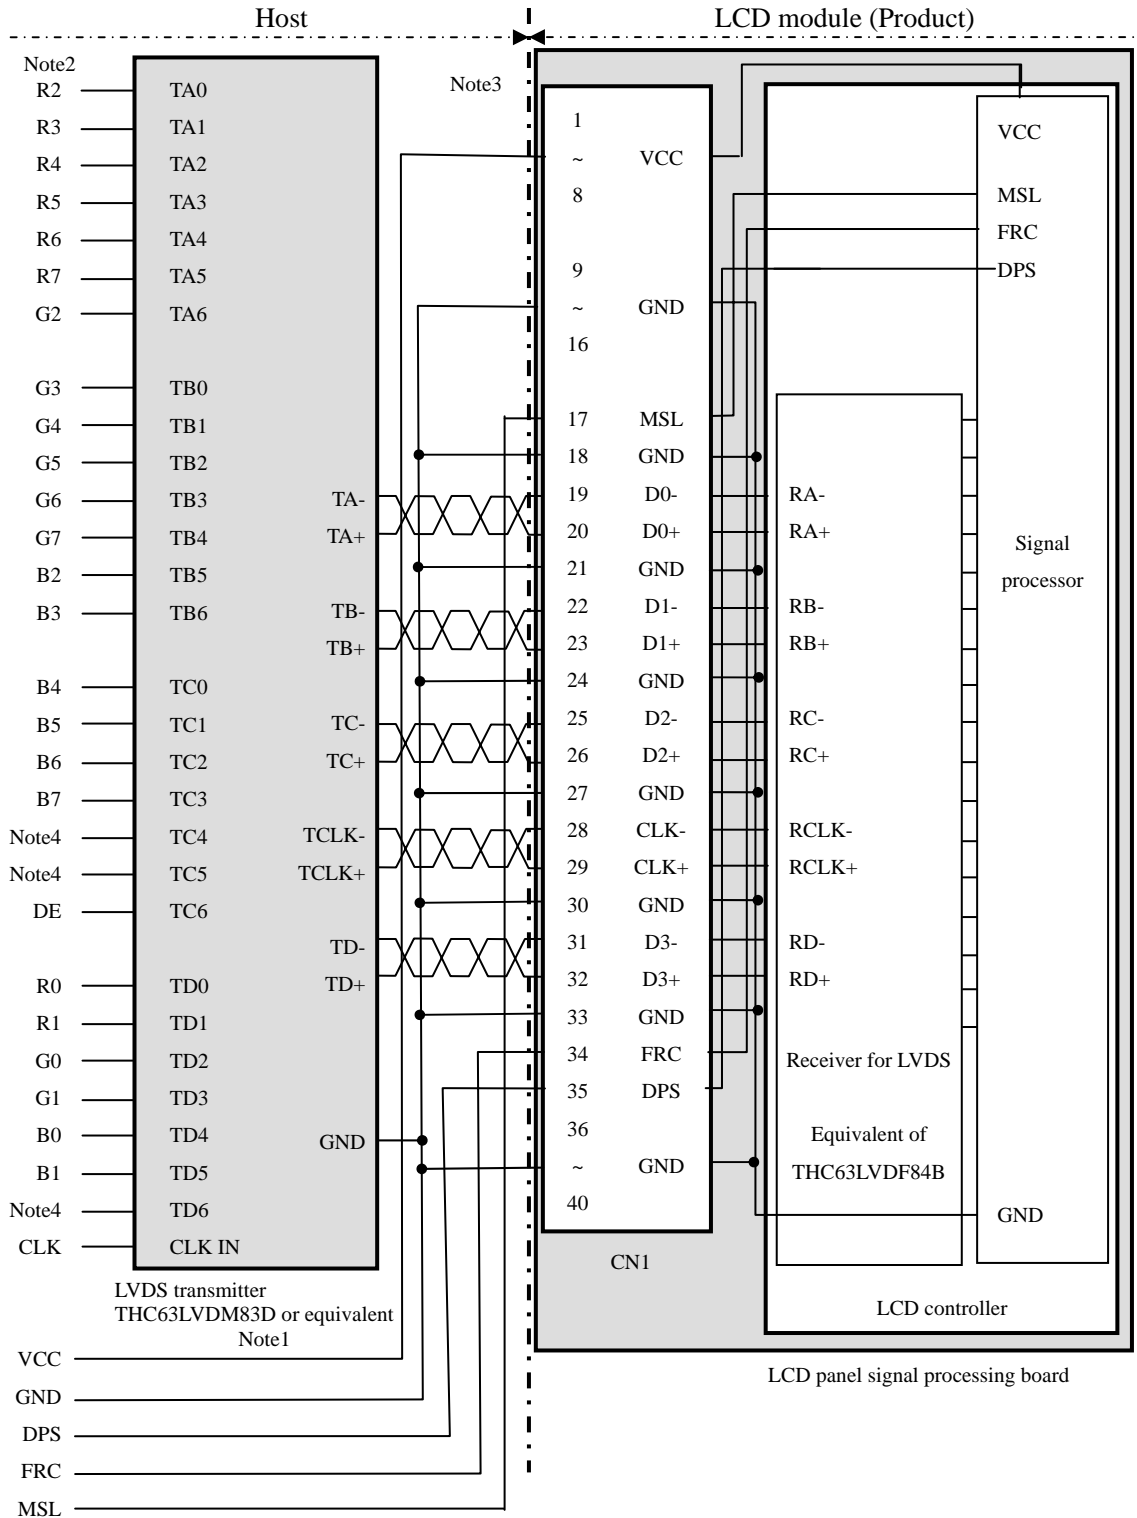 Host
LCD module (Product)
Note2
Note3
R2 TA0
R3 TA1
R4 TA2
R5 TA3
R6 TA4
R7 TA5
G2 TA6
G3 TB0
G4 TB1
G5 TB2
G6 TB3
G7 TB4
B2 TB5
B3 TB6
B4 TC0
B5 TC1
B6 TC2
B7 TC3
Note4 TC4
Note4 TC5
DE TC6
R0 TD0
R1 TD1
G0 TD2
G1 TD3
B0 TD4
B1 TD5
Note4 TD6
CLK CLK IN
TA-
TA+
TB-
TB+
TC-
TC+
TCLK-
TCLK+
TD-
TD+
GND
LVDS transmitter
THC63LVDM83D or equivalent
Note1
VCC
GND
DPS
FRC
MSL
1
~ VCC
8
9
~ GND
16
17 MSL
18 GND
19 D0-
20 D0+
21 GND
22 D1-
23 D1+
24 GND
25 D2-
26 D2+
27 GND
28 CLK-
29 CLK+
30 GND
31 D3-
32 D3+
33 GND
34 FRC
35 DPS
36
~ GND
40
CN1
RA-
RA+
RB-
RB+
RC-
RC+
RCLK-
RCLK+
RD-
RD+
Receiver for LVDS
Equivalent of
THC63LVDF84B
VCC
MSL
FRC
DPS
Signal
processor
GND
LCD controller
LCD panel signal processing board